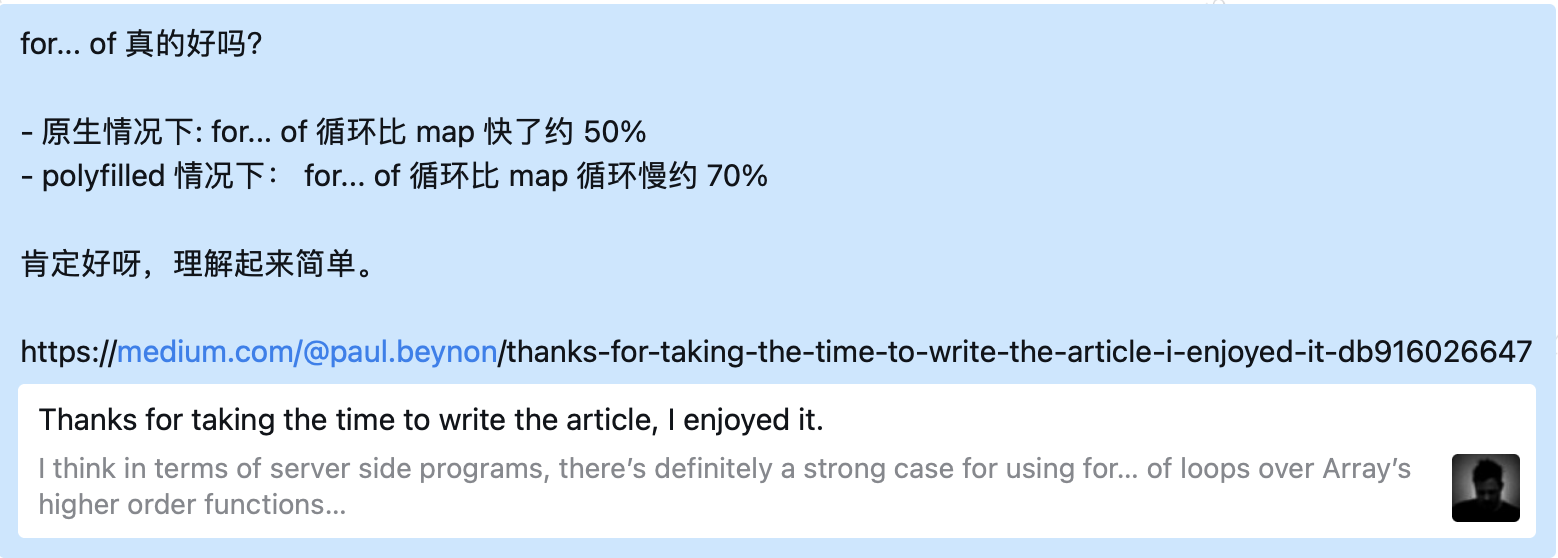 for... of 真的好吗?
- 原生情况下: for... of 循环比 map 快了约 50%
- polyfilled 情况下： for... of 循环比 map 循环慢约 70%
肯定好呀，理解起来简单。
https://medium.com/@paul.beynon/thanks-for-taking-the-time-to-write-the-article-i-enjoyed-it-db916026647
Thanks for taking the time to write the article, I enjoyed it.
I think in terms of server side programs, there’s definitely a strong case for using for... of loops over Array’s
higher order functions...